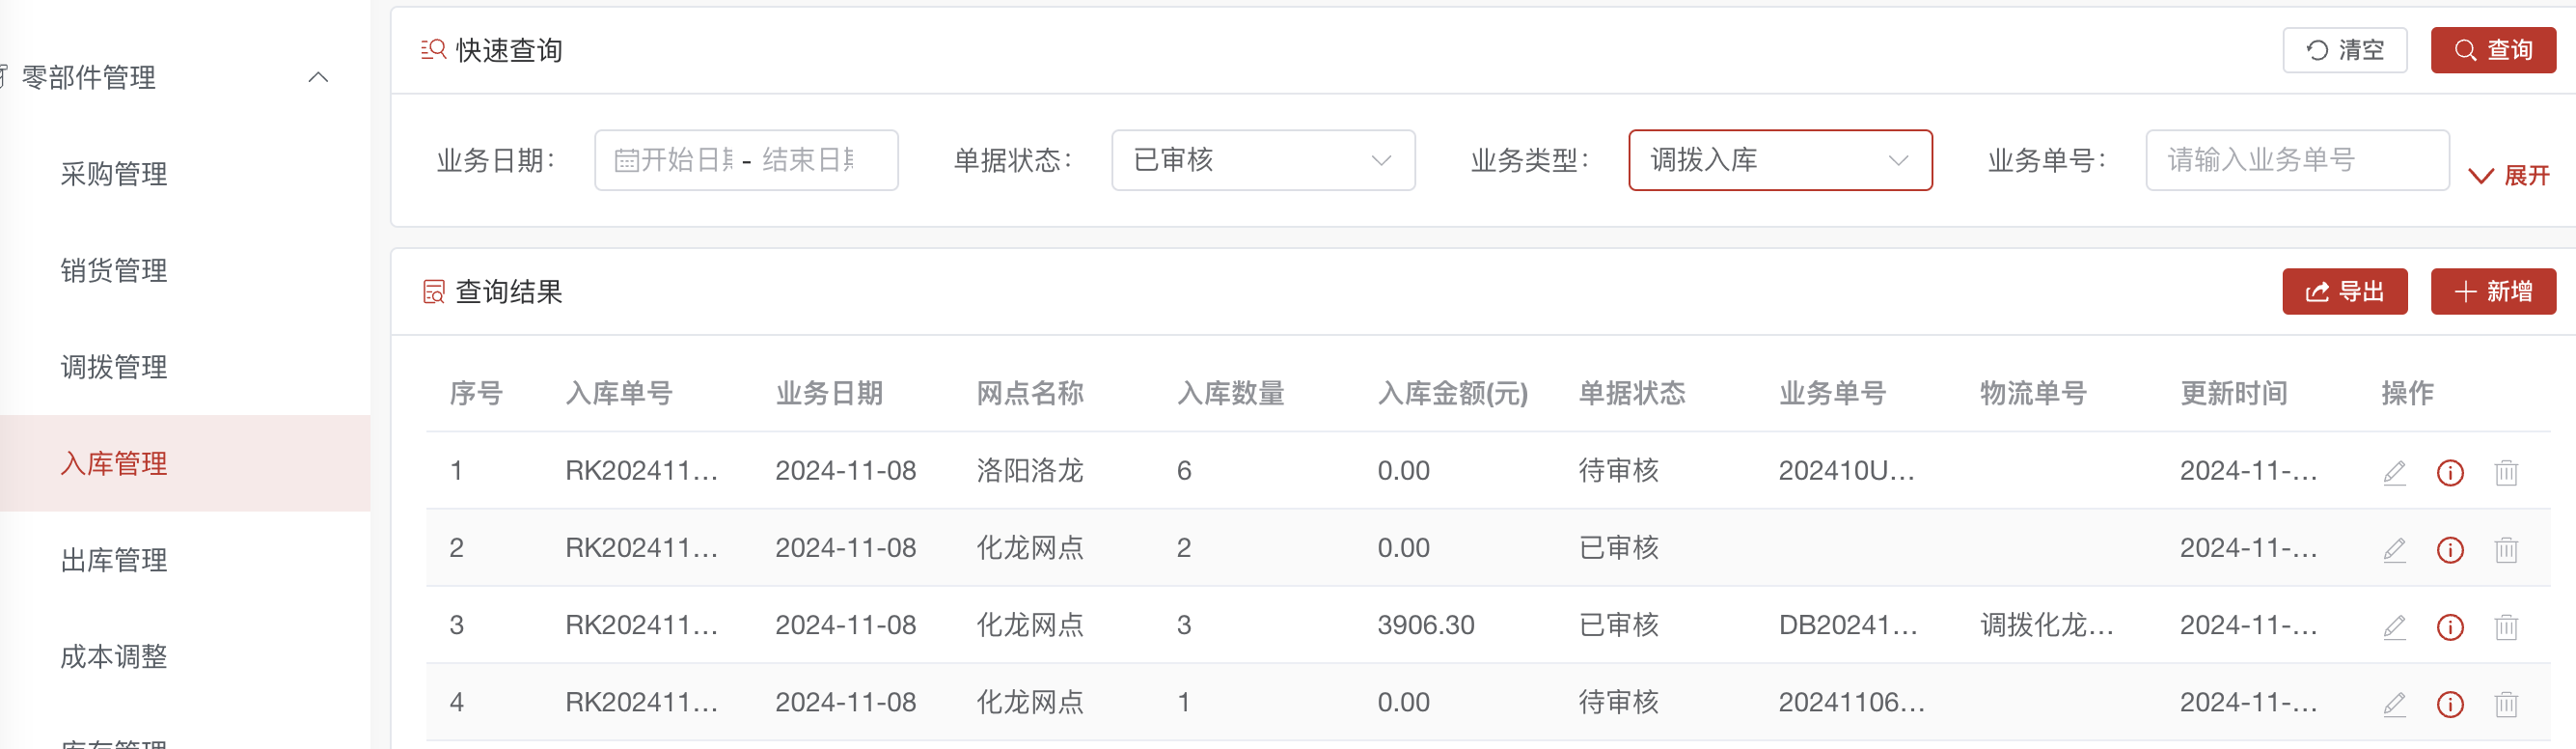 零部件管理
采购管理
销货管理
调拨管理
入库管理
出库管理
成本调整
快速查询
清空
查询
业务日期：
开始日
-
结束日
单据状态：
已审核
业务类型：
调拨入库
业务单号：
请输入业务单号
展开
查询结果
导出
新增
序号 入库单号 业务日期 网点名称 入库数量 入库金额(元) 单据状态 业务单号 物流单号 更新时间 操作
1 RK202411... 2024-11-08 洛阳洛龙 6 0.00 待审核 202410U... 2024-11-...
2 RK202411... 2024-11-08 化龙网点 2 0.00 已审核 2024-11-...
3 RK202411... 2024-11-08 化龙网点 3 3906.30 已审核 DB20241... 调拨化龙... 2024-11-...
4 RK202411... 2024-11-08 化龙网点 1 0.00 待审核 20241106... 2024-11-...